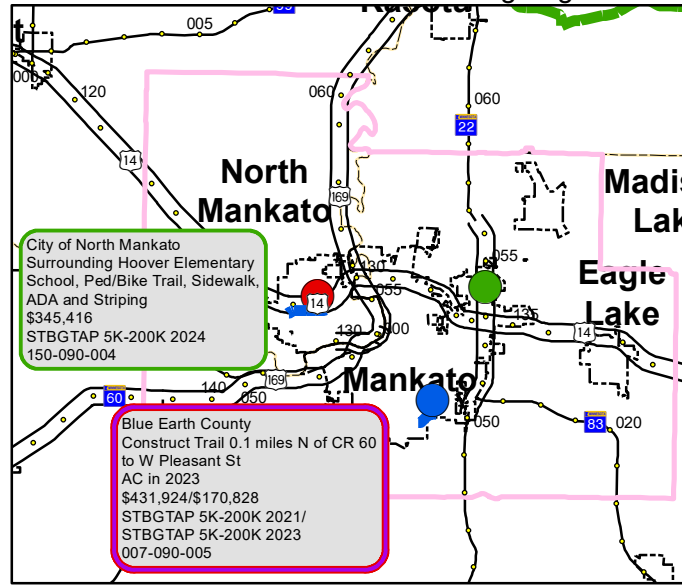 005
Kasota
000
120
060
060
22
14
North
Mankato
169
Lak
City of North Mankato
Surrounding Hoover Elementary
School, Ped/Bike Trail, Sidewalk,
ADA and Striping
$345,416
STBGTAP 5K-200K 2024
150-090-004
055
130
055
Eagle
Lake
14
135
14
130
000
169
140
050
60
Mankato
050
83
020
Blue Earth County
Construct Trail 0.1 miles N of CR 60
to W Pleasant St
AC in 2023
$431,924/$170,828
STBGTAP 5K-200K 2021/
STBGTAP 5K-200K 2023
007-090-005